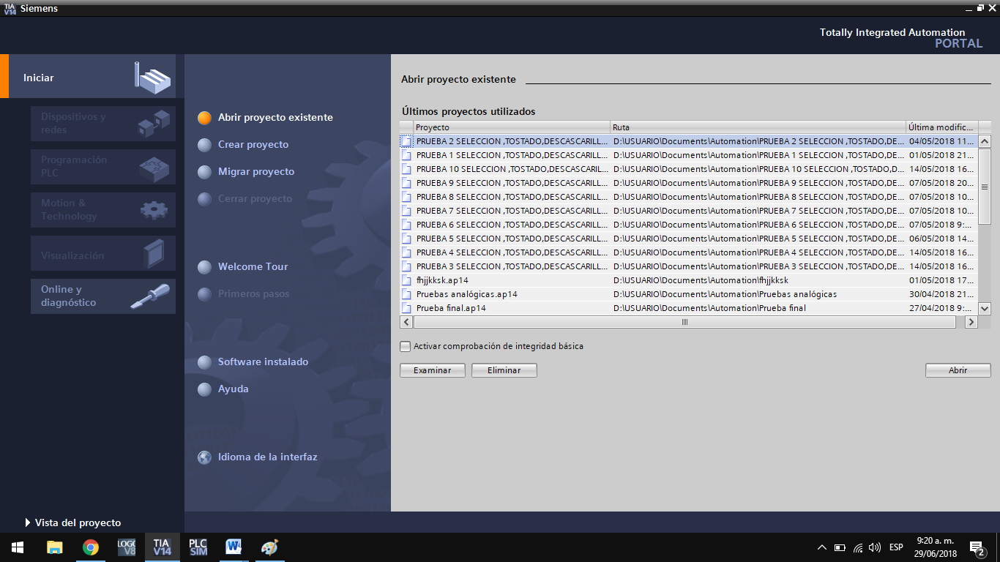 TIA V14 Siemens
Totally Integrated Automation
PORTAL
Iniciar
Dispositivos y
redes
Programación
PLC
Motion &
Technology
Visualización
Online y
diagnóstico
Vista del proyecto
Abrir proyecto existente
Crear proyecto
Migrar proyecto
Cerrar proyecto
Welcome Tour
Primeros pasos
Software instalado
Ayuda
Idioma de la interfaz
Abrir proyecto existente
Últimos proyectos utilizados
Proyecto Ruta Última modific...
PRUEBA 2 SELECCION ,TOSTADO,DESCASCARILL... D:\USUARIO\Documents\Automation\PRUEBA 2 SELECCION ,TOSTADO,DE... 04/05/2018 11...
PRUEBA 1 SELECCION ,TOSTADO,DESCASCARILL... D:\USUARIO\Documents\Automation\PRUEBA 1 SELECCION ,TOSTADO,DE... 01/05/2018 21...
PRUEBA 10 SELECCION ,TOSTADO,DESCASCARIL... D:\USUARIO\Documents\Automation\PRUEBA 10 SELECCION ,TOSTADO,D... 14/05/2018 16...
PRUEBA 9 SELECCION ,TOSTADO,DESCASCARILL... D:\USUARIO\Documents\Automation\PRUEBA 9 SELECCION ,TOSTADO,DE... 07/05/2018 20...
PRUEBA 8 SELECCION ,TOSTADO,DESCASCARILL... D:\USUARIO\Documents\Automation\PRUEBA 8 SELECCION ,TOSTADO,DE... 07/05/2018 10...
PRUEBA 7 SELECCION ,TOSTADO,DESCASCARILL... D:\USUARIO\Documents\Automation\PRUEBA 7 SELECCION ,TOSTADO,DE... 07/05/2018 10...
PRUEBA 6 SELECCION ,TOSTADO,DESCASCARILL... D:\USUARIO\Documents\Automation\PRUEBA 6 SELECCION ,TOSTADO,DE... 07/05/2018 9:...
PRUEBA 5 SELECCION ,TOSTADO,DESCASCARILL... D:\USUARIO\Documents\Automation\PRUEBA 5 SELECCION ,TOSTADO,DE... 06/05/2018 14...
PRUEBA 4 SELECCION ,TOSTADO,DESCASCARILL... D:\USUARIO\Documents\Automation\PRUEBA 4 SELECCION ,TOSTADO,DE... 14/05/2018 16...
PRUEBA 3 SELECCION ,TOSTADO,DESCASCARILL... D:\USUARIO\Documents\Automation\PRUEBA 3 SELECCION ,TOSTADO,DE... 14/05/2018 16...
fhjjkksk.ap14 D:\USUARIO\Documents\Automation\fhjjkksk 01/05/2018 17...
Pruebas analógicas.ap14 D:\USUARIO\Documents\Automation\Pruebas analógicas 30/04/2018 21...
Prueba final.ap14 D:\USUARIO\Documents\Automation\Prueba final 27/04/2018 9:...
Activar comprobación de integridad básica
Examinar Eliminar Abrir
LOGO V8 TIA V14 PLC SIM W ESP
9:20 a. m.
29/06/2018
2